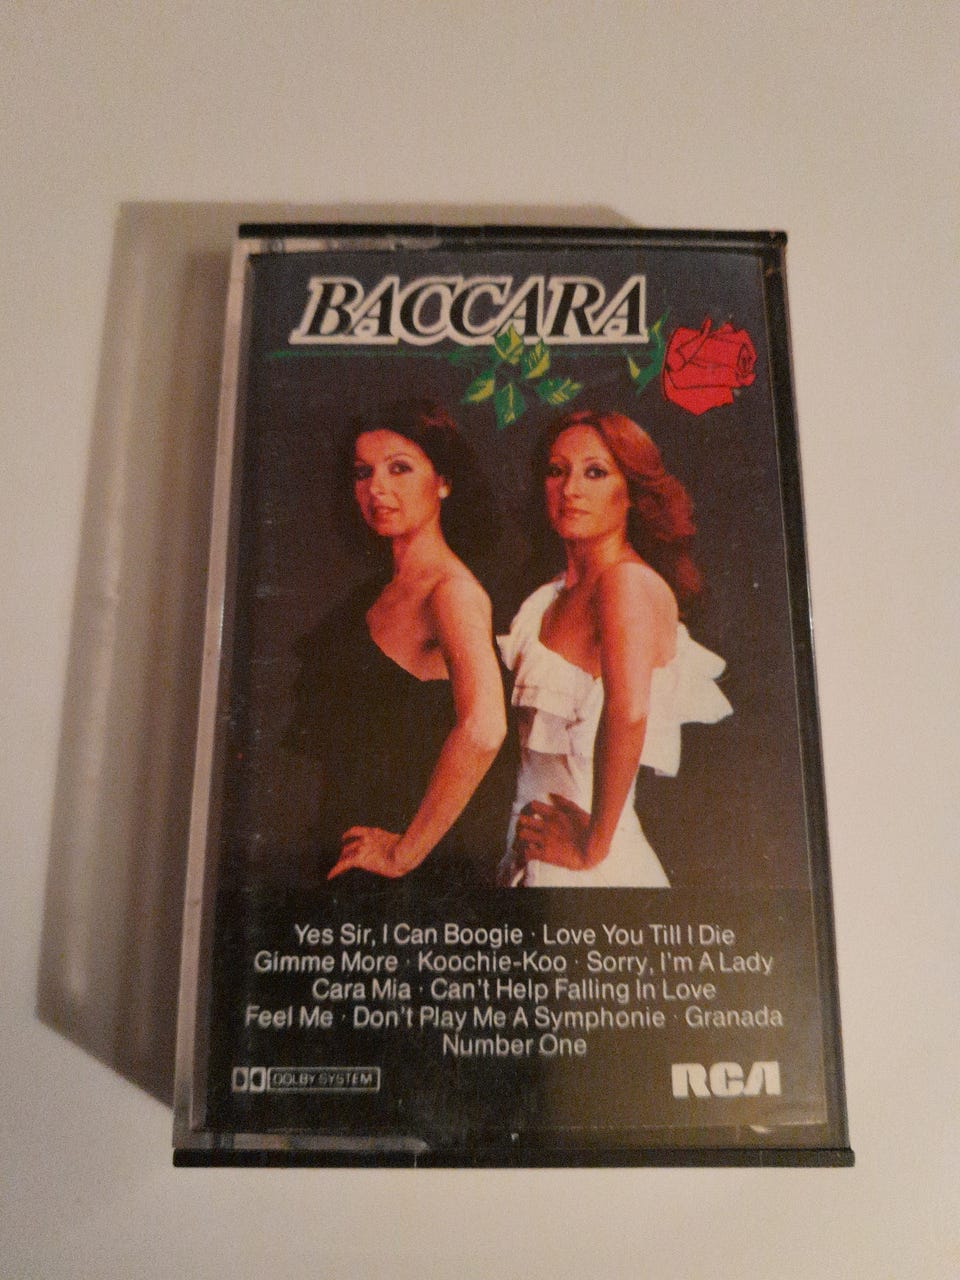 BACCARA
Yes Sir, I Can Boogie · Love You Till I Die
Gimme More · Koochie-Koo · Sorry, I'm A Lady
Cara Mia · Can't Help Falling In Love
Feel Me · Don't Play Me A Symphonie · Granada
Number One
DOLBY SYSTEM
RCA